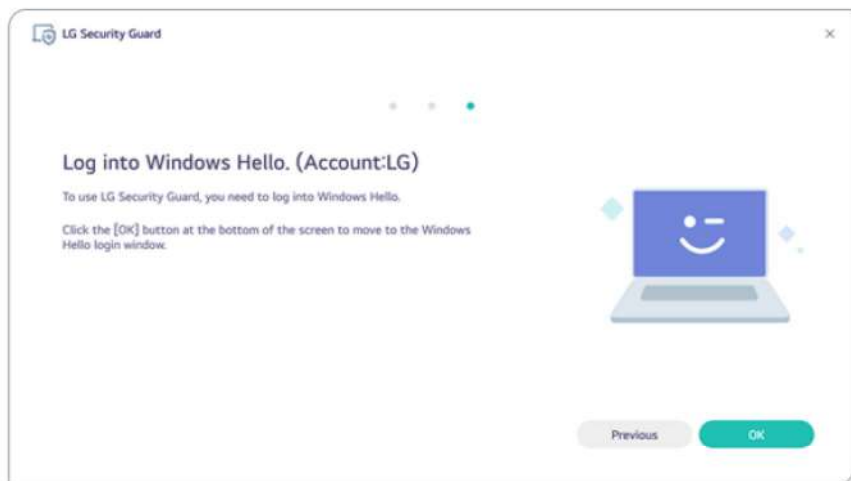 LG Security Guard
Log into Windows Hello. (Account:LG)
To use LG Security Guard, you need to log into Windows Hello.
Click the [OK] button at the bottom of the screen to move to the Windows
Hello login window.
Previous
OK